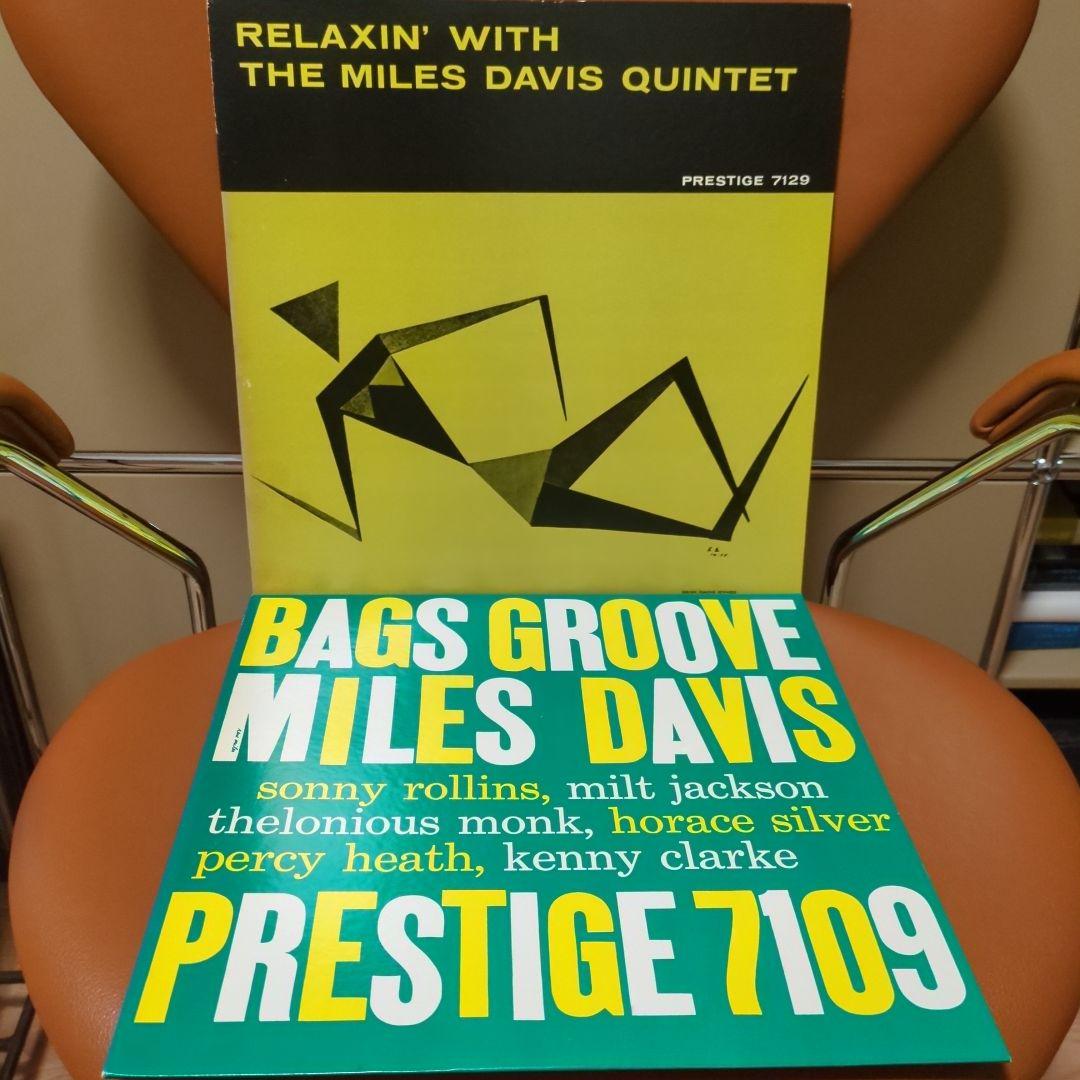 RELAXIN' WITH
THE MILES DAVIS QUINTET
PRESTIGE 7129
BAGS GROOVE
MILES DAVIS
sonny rollins, milt jackson
thelonious monk, horace silver
percy heath, kenny clarke
PRESTIGE 7109